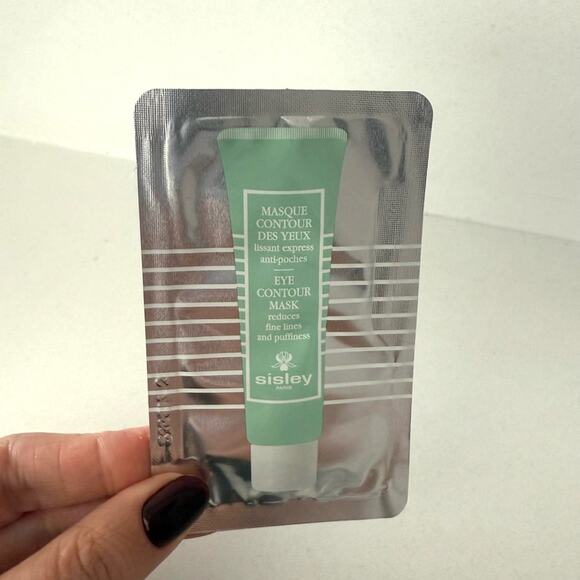 MASQUE
CONTOUR
DES YEUX
lissant express
anti-poches
EYE
CONTOUR
MASK
reduces
fine lines
and puffiness
sisley
PARIS